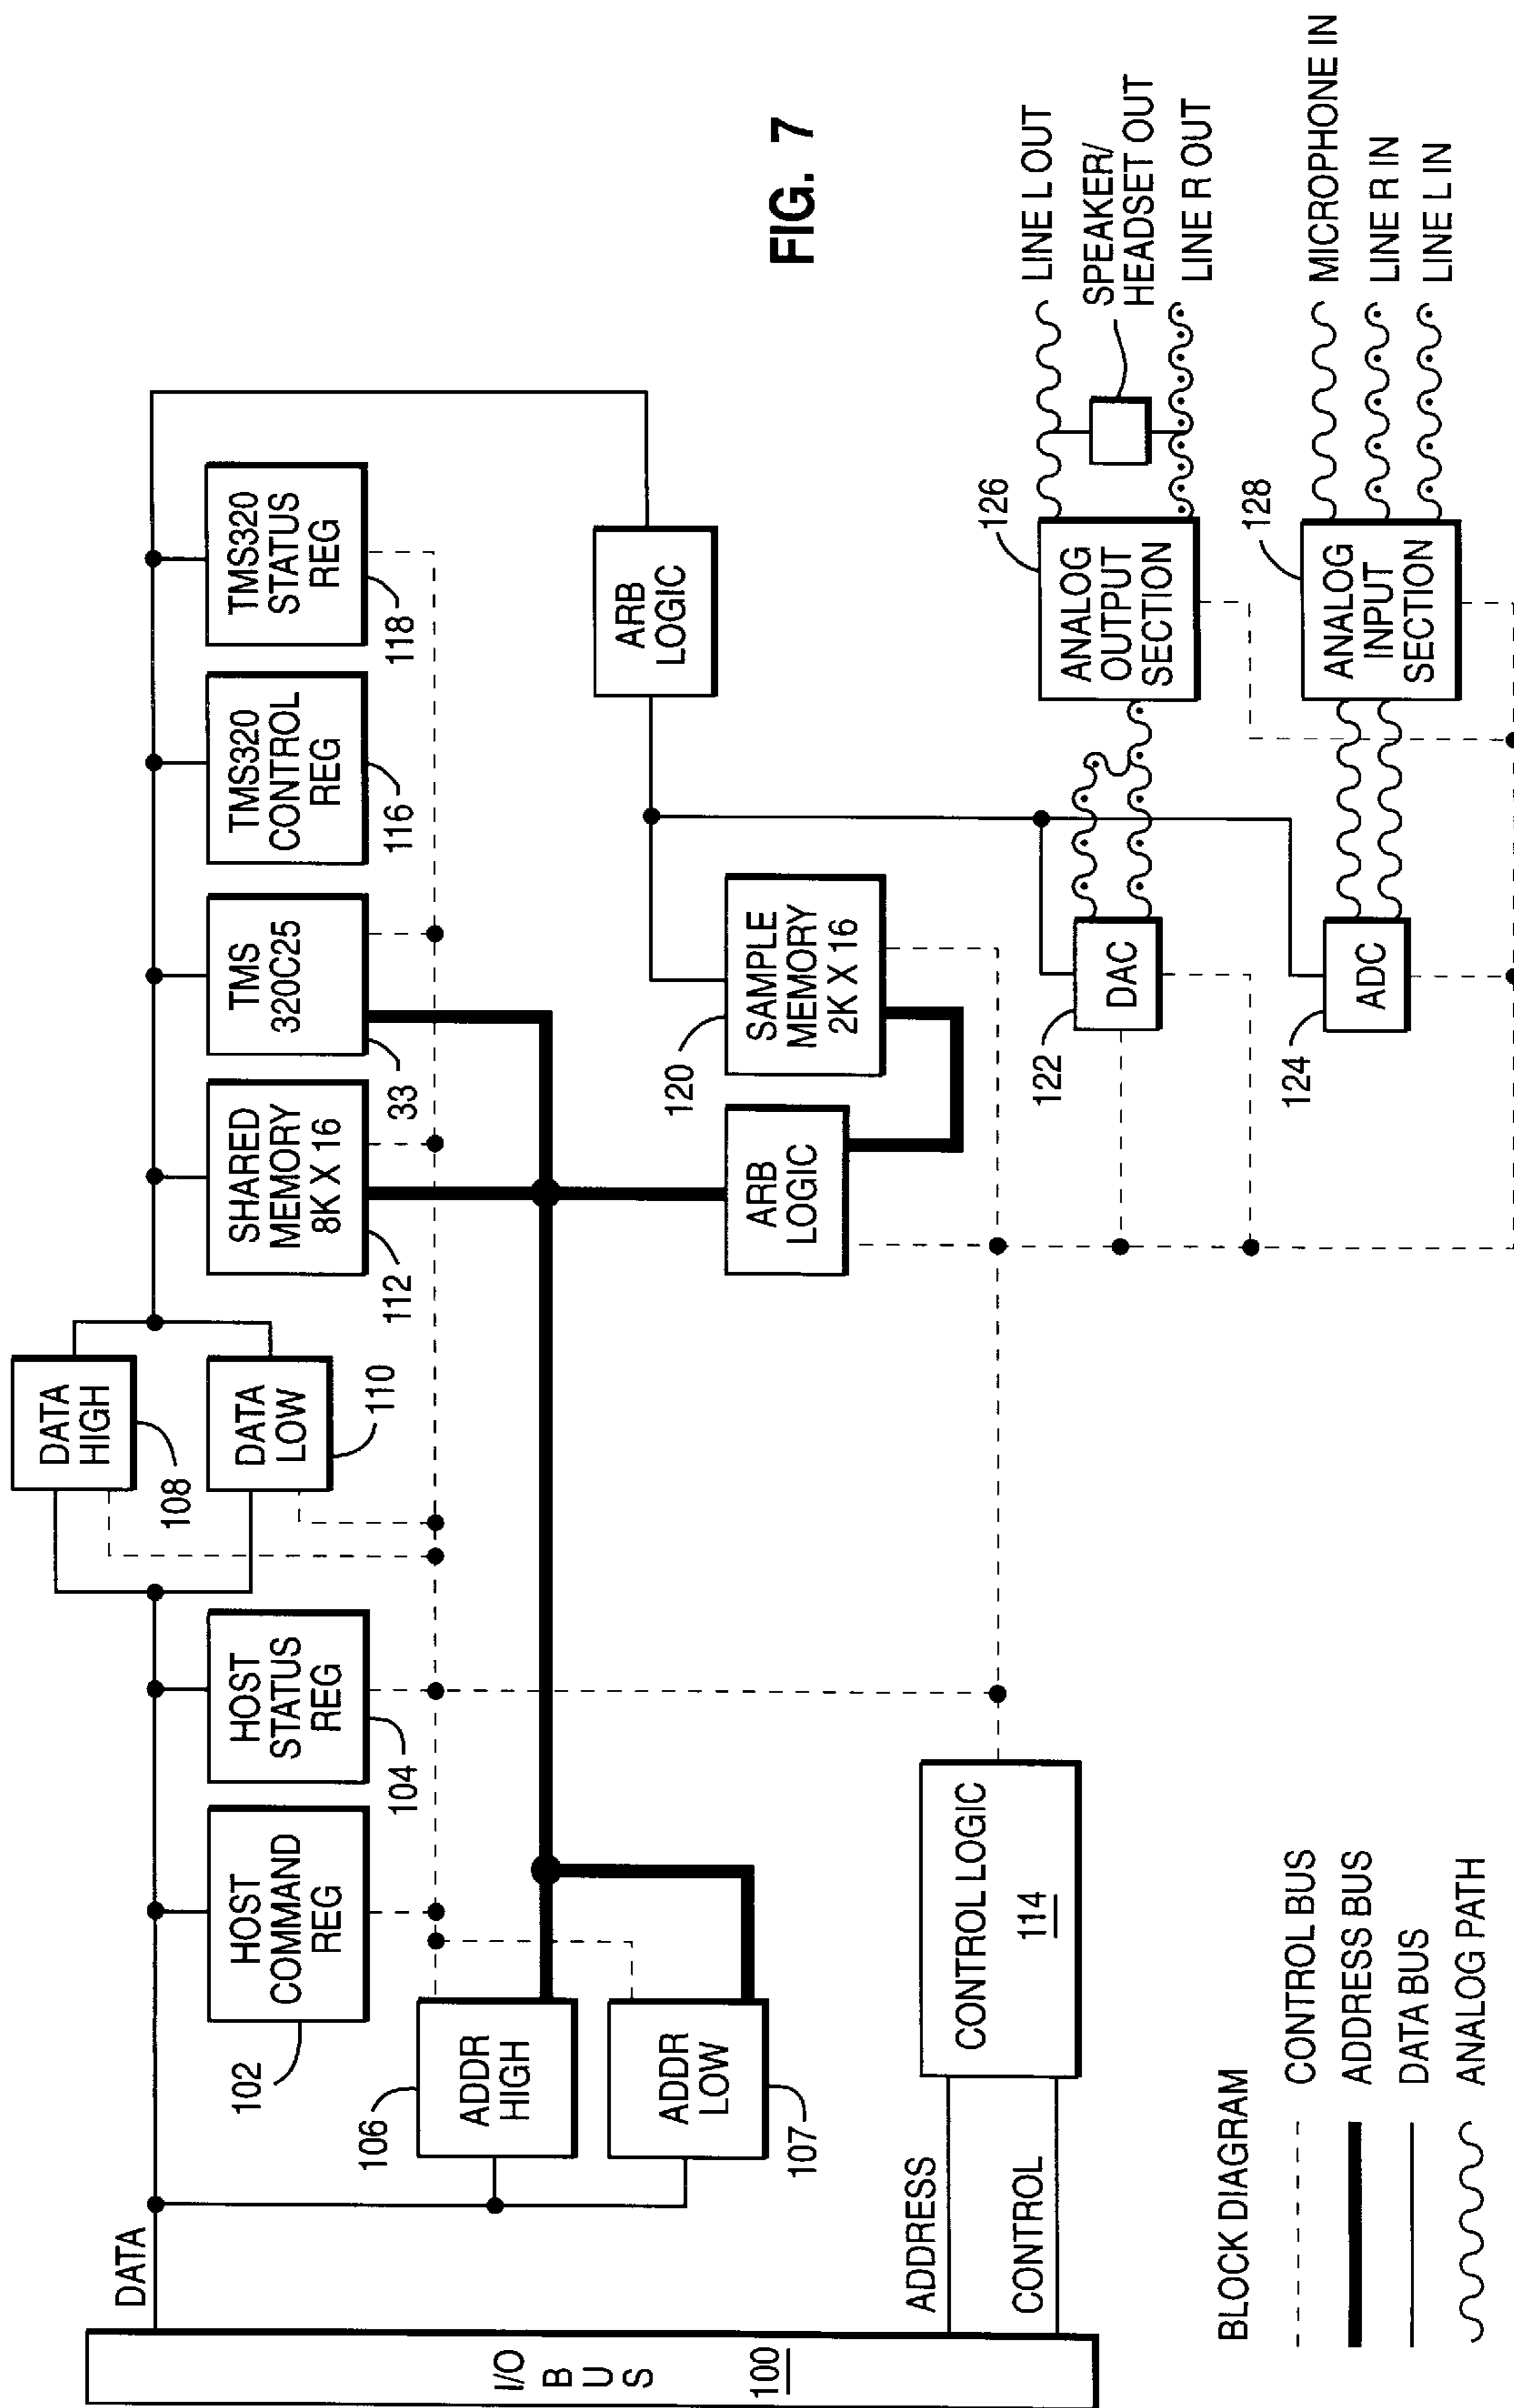 FIG. 7
DATA
I/O
B
U
S
100
HOST
COMMAND
REG
102
HOST
STATUS
REG
104
ADDR
HIGH
106
ADDR
LOW
107
DATA
HIGH
108
DATA
LOW
110
SHARED
MEMORY
8K X 16
112
TMS
320C25
33
TMS320
CONTROL
REG
116
TMS320
STATUS
REG
118
ARB
LOGIC
ARB
LOGIC
SAMPLE
MEMORY
2K X 16
120
ADDRESS
CONTROL
CONTROL LOGIC
114
DAC
122
ADC
124
ANALOG
OUTPUT
SECTION
126
ANALOG
INPUT
SECTION
128
LINE L OUT
SPEAKER/
HEADSET OUT
LINE R OUT
MICROPHONE IN
LINE R IN
LINE L IN
BLOCK DIAGRAM
CONTROL BUS
ADDRESS BUS
DATA BUS
ANALOG PATH